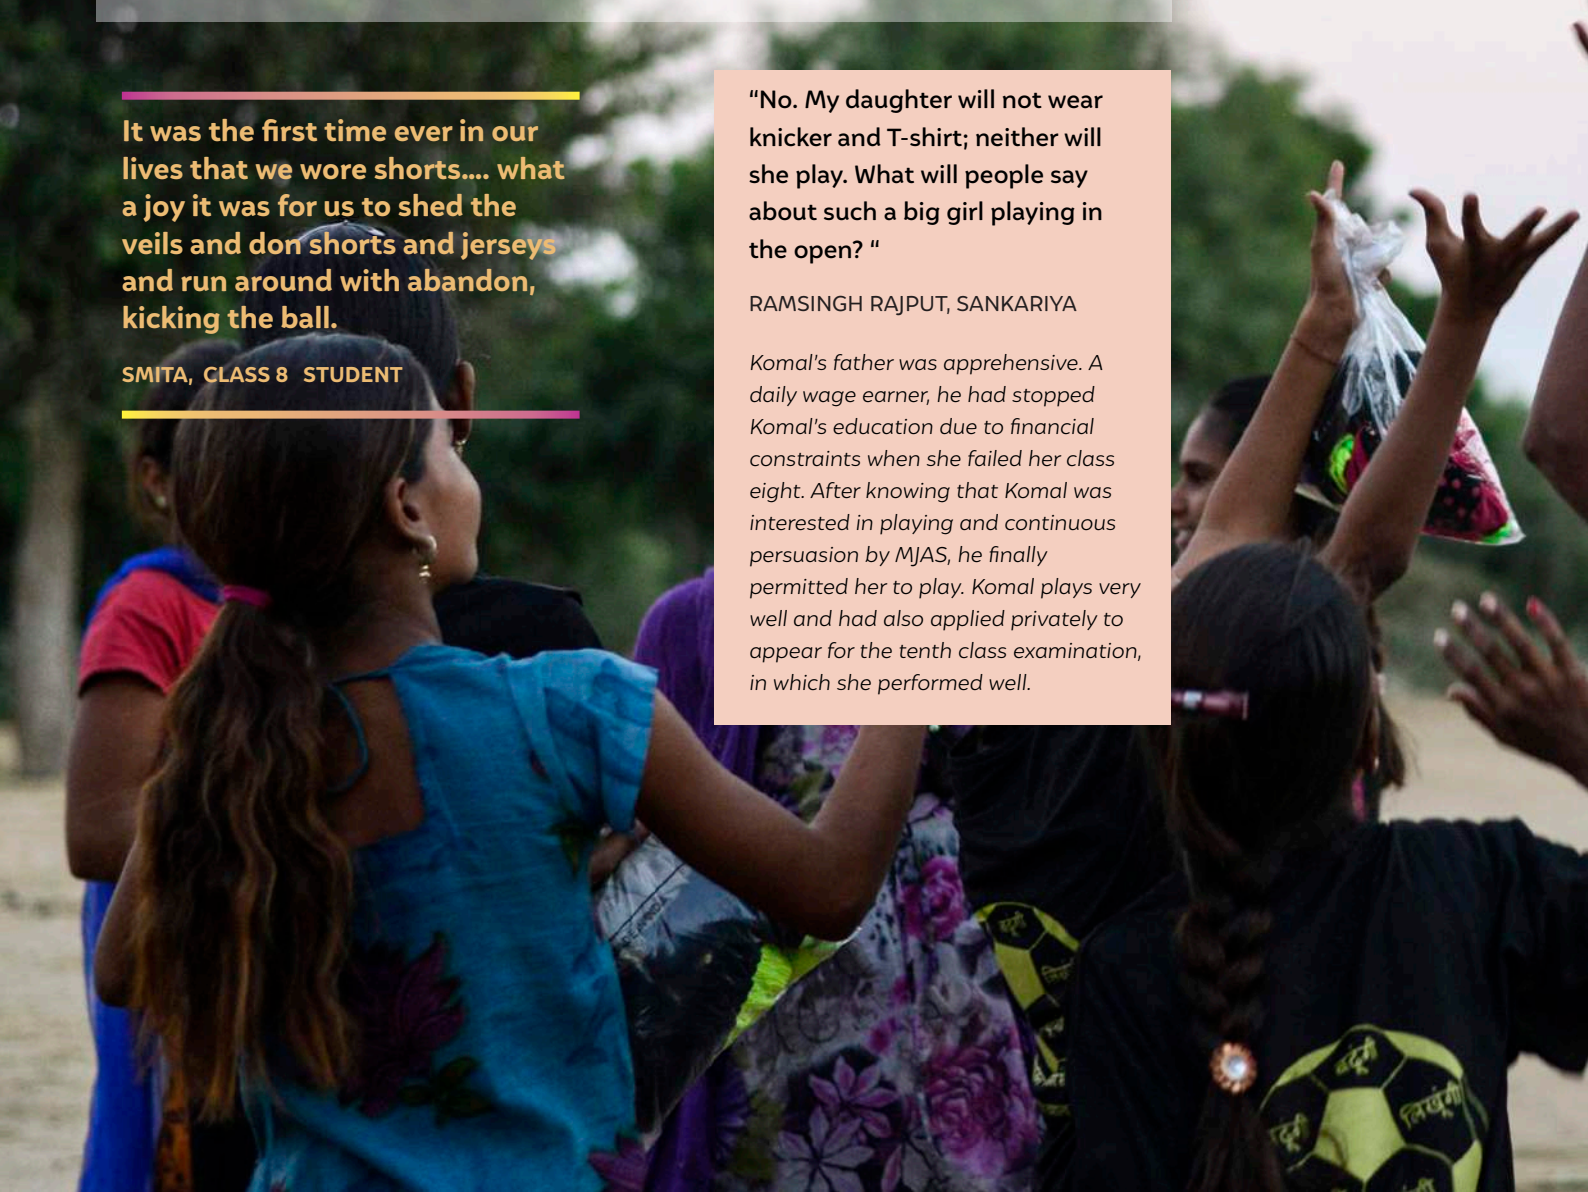 It was the first time ever in our
lives that we wore shorts.... what
a joy it was for us to shed the
veils and don shorts and jerseys
and run around with abandon,
kicking the ball.
SMITA, CLASS 8 STUDENT
“No. My daughter will not wear
knicker and T-shirt; neither will
she play. What will people say
about such a big girl playing in
the open? “
RAMSINGH RAJPUT, SANKARIYA
Komal's father was apprehensive. A
daily wage earner, he had stopped
Komal's education due to financial
constraints when she failed her class
eight. After knowing that Komal was
interested in playing and continuous
persuasion by MJAS, he finally
permitted her to play. Komal plays very
well and had also applied privately to
appear for the tenth class examination,
in which she performed well.
लिखूंगी